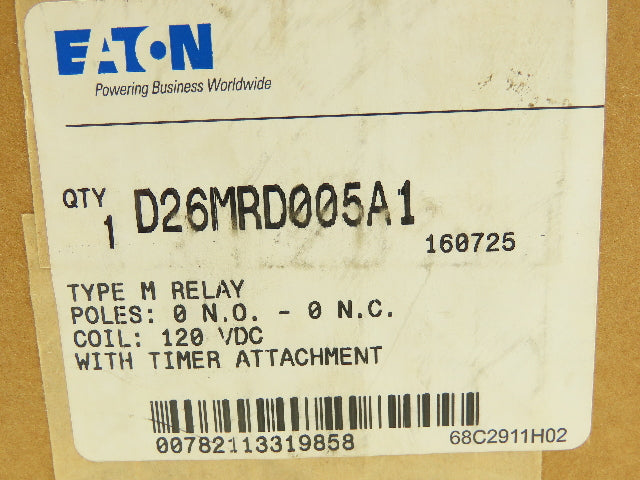 EATON
Powering Business Worldwide
QTY
1 D26MRD005A1
160725
TYPE M RELAY
POLES: 0 N.O. - 0 N.C.
COIL: 120 VDC
WITH TIMER ATTACHMENT
00782113319858
68C2911H02